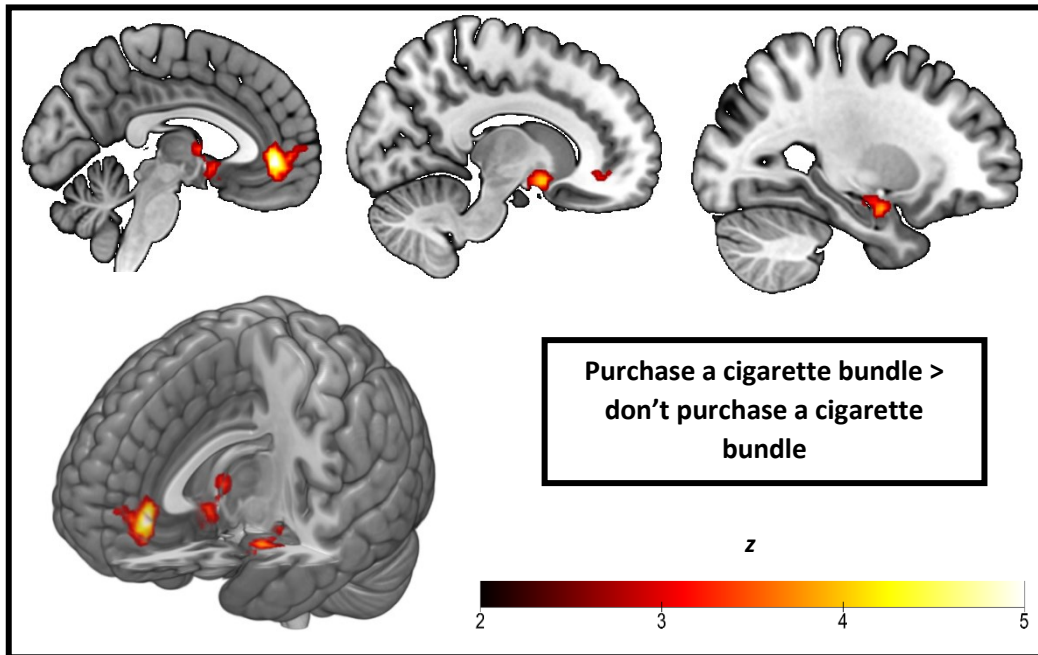 Purchase a cigarette bundle >
don’t purchase a cigarette
bundle
z
2 3 4 5